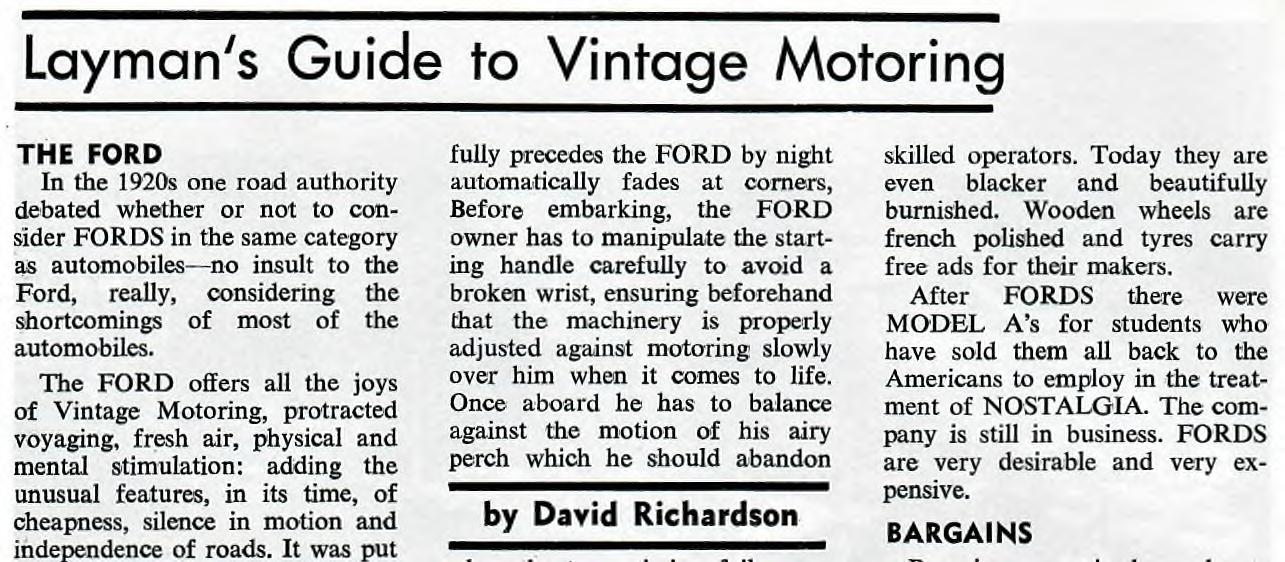 Layman's Guide to Vintage Motoring
THE FORD
In the 1920s one road authority
debated whether or not to con-
sider FORDS in the same category
as automobiles—no insult to the
Ford, really, considering the
shortcomings of most of the
automobiles.
The FORD offers all the joys
of Vintage Motoring, protracted
voyaging, fresh air, physical and
mental stimulation: adding the
unusual features, in its time, of
cheapness, silence in motion and
independence of roads. It was put
fully precedes the FORD by night
automatically fades at corners,
Before embarking, the FORD
owner has to manipulate the start-
ing handle carefully to avoid a
broken wrist, ensuring beforehand
that the machinery is properly
adjusted against motoring slowly
over him when it comes to life.
Once aboard he has to balance
against the motion of his airy
perch which he should abandon
by David Richardson
skilled operators. Today they are
even blacker and beautifully
burnished. Wooden wheels are
french polished and tyres carry
free ads for their makers.
After FORDS there were
MODEL A's for students who
have sold them all back to the
Americans to employ in the treat-
ment of NOSTALGIA. The com-
pany is still in business. FORDS
are very desirable and very ex-
pensive.
BARGAINS